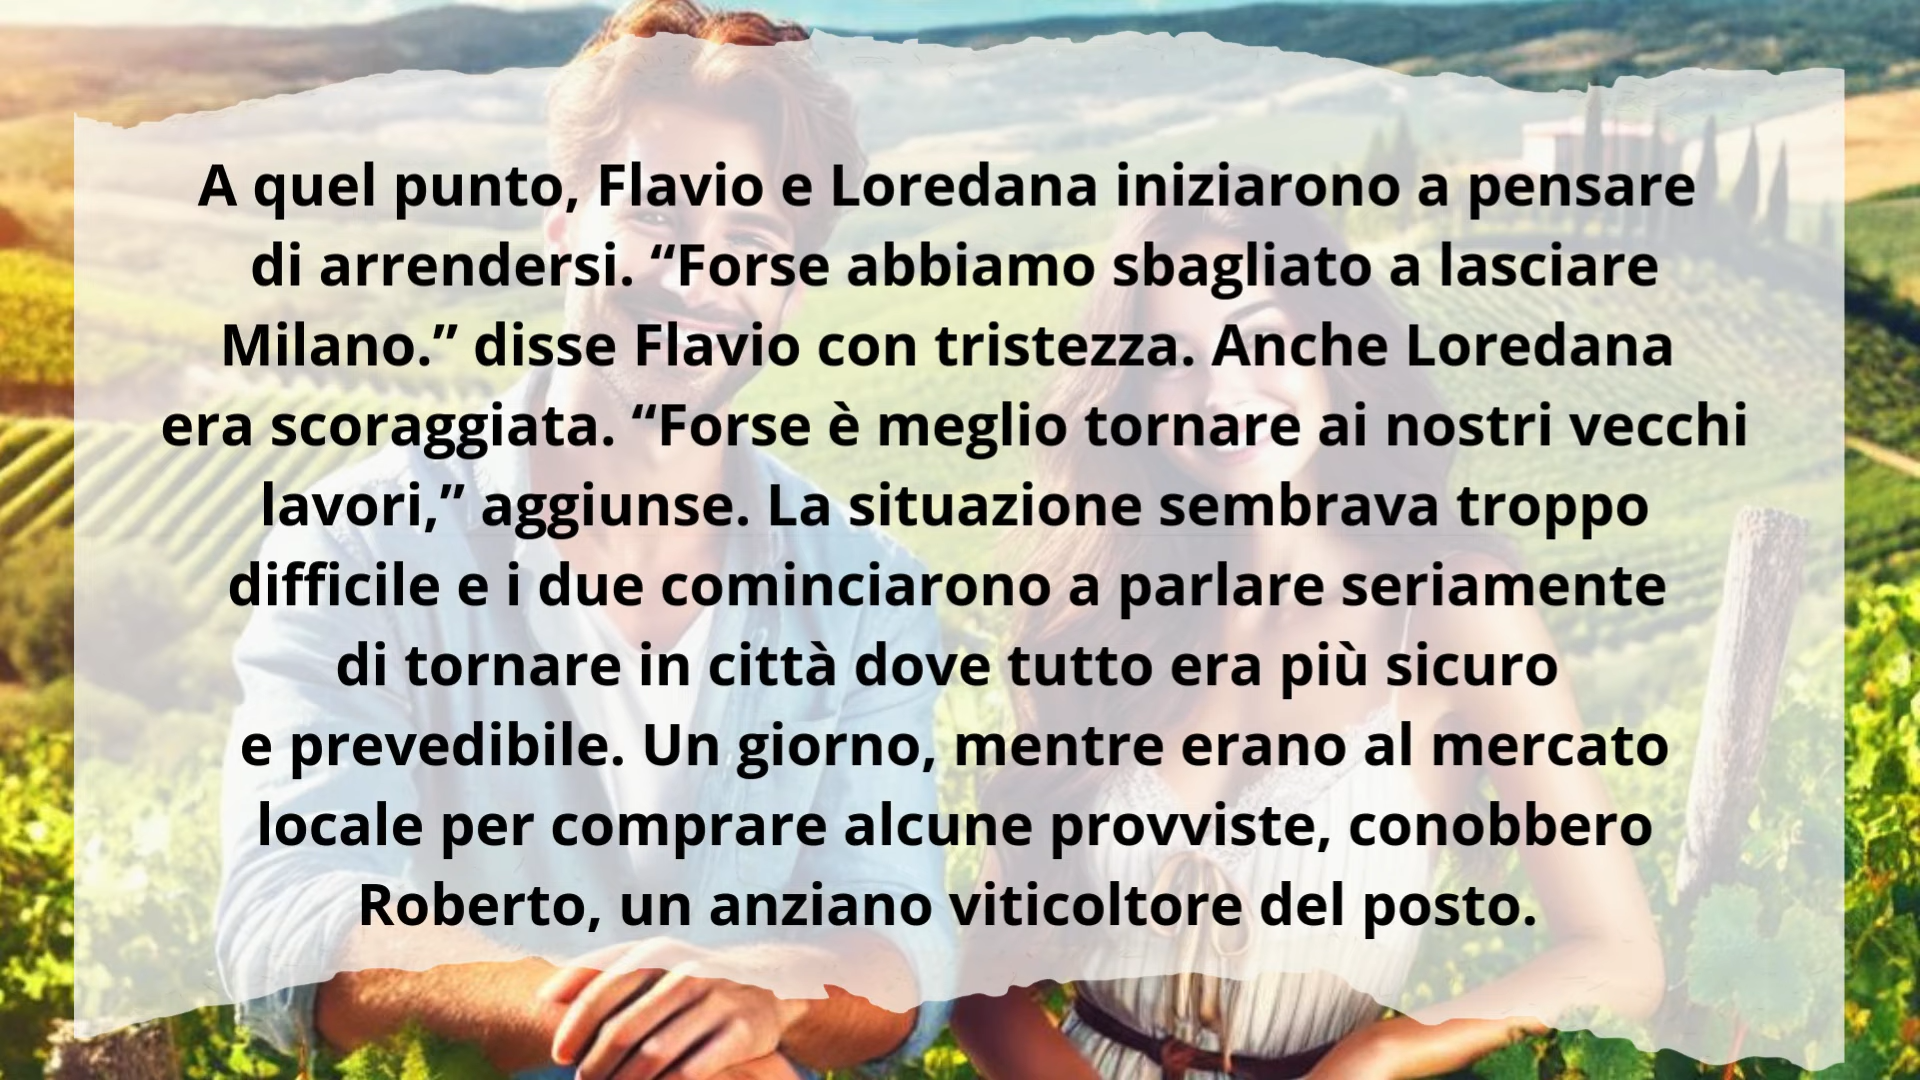 A quel punto, Flavio e Loredana iniziarono a pensare
di arrendersi. “Forse abbiamo sbagliato a lasciare
Milano.” disse Flavio con tristezza. Anche Loredana
era scoraggiata. “Forse è meglio tornare ai nostri vecchi
lavori,” aggiunse. La situazione sembrava troppo
difficile e i due cominciarono a parlare seriamente
di tornare in città dove tutto era più sicuro
e prevedibile. Un giorno, mentre erano al mercato
locale per comprare alcune provviste, conobbero
Roberto, un anziano viticoltore del posto.